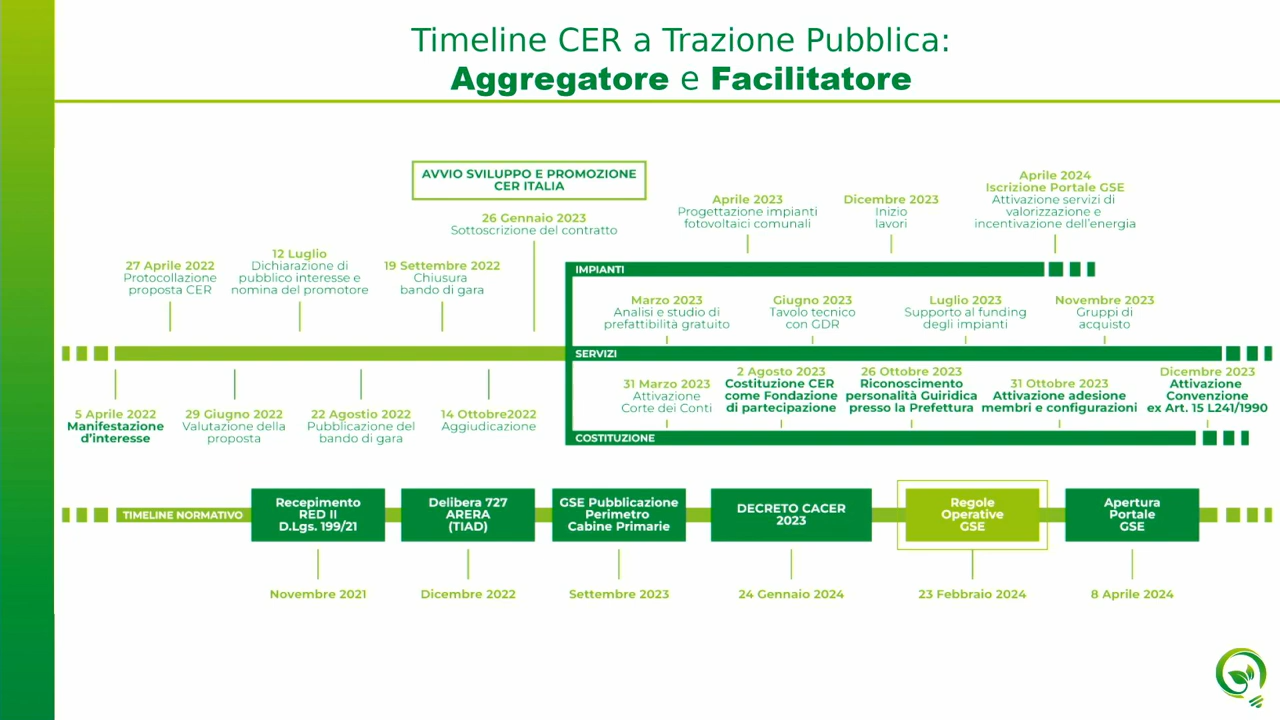 Timeline CER a Trazione Pubblica:
Aggregatore e Facilitatore
AVVIO SVILUPPO E PROMOZIONE
CER ITALIA
26 Gennaio 2023
Sottoscrizione del contratto
27 Aprile 2022
Protocollazione
proposta CER
12 Luglio
Dichiarazione di
pubblico interesse e
nomina del promotore
19 Settembre 2022
Chiusura
bando di gara
5 Aprile 2022
Manifestazione
d'interesse
29 Giugno 2022
Valutazione della
proposta
22 Agostio 2022
Pubblicazione del
bando di gara
14 Ottobre2022
Aggiudicazione
Aprile 2023
Progettazione impianti
fotovoltaici comunali
Dicembre 2023
Inizio
lavori
Aprile 2024
Iscrizione Portale GSE
Attivazione servizi di
valorizzazione e
incentivazione dell'energia
IMPIANTI
Marzo 2023
Analisi e studio di
prefattibilità gratuito
Giugno 2023
Tavolo tecnico
con GDR
Luglio 2023
Supporto al funding
degli impianti
Novembre 2023
Gruppi di
acquisto
SERVIZI
31 Marzo 2023
Attivazione
Corte dei Conti
2 Agosto 2023
Costituzione CER
come Fondazione
di partecipazione
26 Ottobre 2023
Riconoscimento
personalità Guiridica
presso la Prefettura
31 Ottobre 2023
Attivazione adesione
membri e configurazioni
Dicembre 2023
Attivazione
Convenzione
ex Art. 15 L241/1990
COSTITUZIONE
TIMELINE NORMATIVO
Recepimento
RED II
D.Lgs. 199/21
Novembre 2021
Delibera 727
ARERA
(TIAD)
Dicembre 2022
GSE Pubblicazione
Perimetro
Cabine Primarie
Settembre 2023
DECRETO CACER
2023
24 Gennaio 2024
Regole
Operative
GSE
23 Febbraio 2024
Apertura
Portale
GSE
8 Aprile 2024